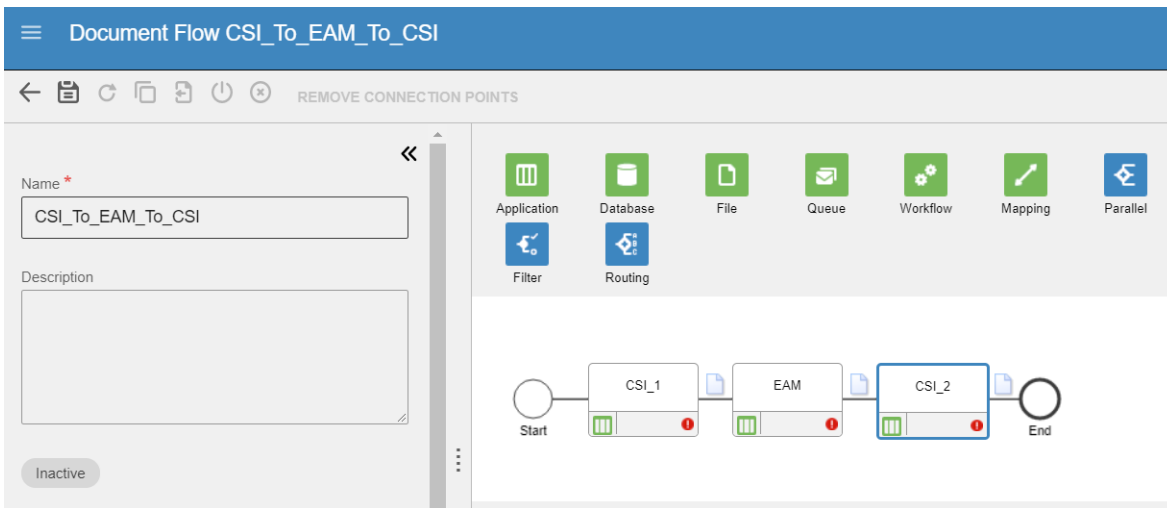 Document Flow CSI_To_EAM_To_CSI
REMOVE CONNECTION POINTS
Name *
CSI_To_EAM_To_CSI
Description
Inactive
Application
Database
File
Queue
Workflow
Mapping
Parallel
Filter
Routing
Start
CSI_1
EAM
CSI_2
End